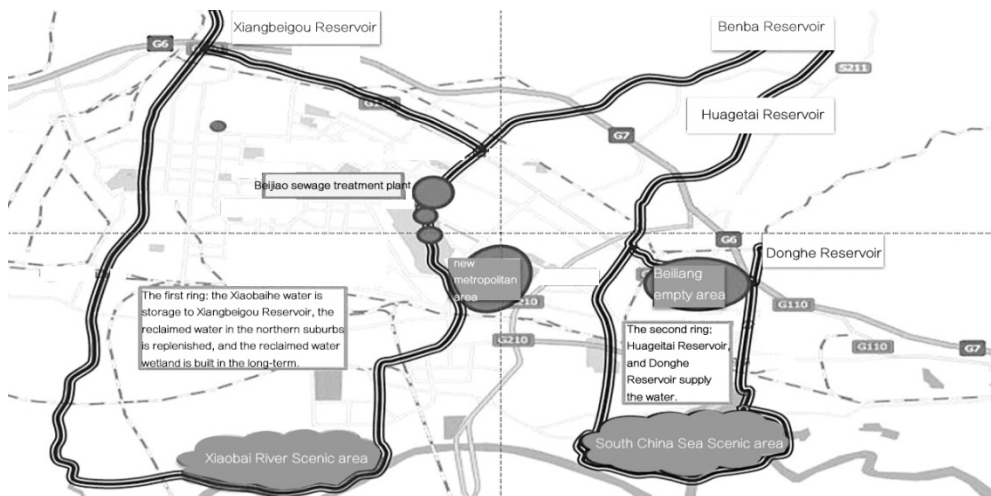 Xiangbeigou Reservoir
Benba Reservoir
G6
S211
Huagetai Reservoir
G7
Beijiao sewage treatment plant
G6
Donghe Reservoir
new
metropolitan
area
Beiliang
empty area
The first ring: the Xiaobaihe water is
storage to Xiangbeigou Reservoir, the
reclaimed water in the northern suburbs
is replenished, and the reclaimed water
wetland is built in the long-term.
G210
G110
The second ring:
Huageitai Reservoir,
and Donghe
Reservoir supply
the water.
G210
G110
G7
Xiaobai River Scenic area
South China Sea Scenic area